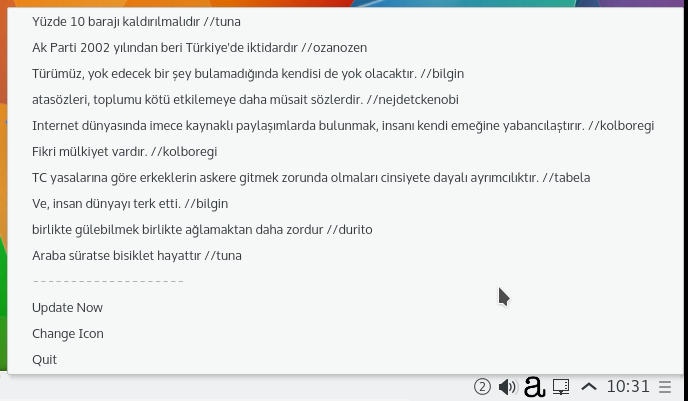 Yüzde 10 barajı kaldırılmalıdır //tuna
Ak Parti 2002 yılından beri Türkiye'de iktidardır //ozanozen
Türümüz, yok edecek bir şey bulamadığında kendisi de yok olacaktır. //bilgin
atasözleri, toplumu kötü etkilemeye daha müsait sözlerdir. //nejdetckenobi
Internet dünyasında imece kaynaklı paylaşımlarda bulunmak, insanı kendi emeğine yabancılaştırır. //kolboregi
Fikri mülkiyet vardır. //kolboregi
TC yasalarına göre erkeklerin askere gitmek zorunda olmaları cinsiyete dayalı ayrımcılıktır. //tabela
Ve, insan dünyayı terk etti. //bilgin
birlikte gülebilmek birlikte ağlamaktan daha zordur //durito
Araba süratse bisiklet hayattır //tuna
--------------------
Update Now
Change Icon
Quit
2 a 10:31